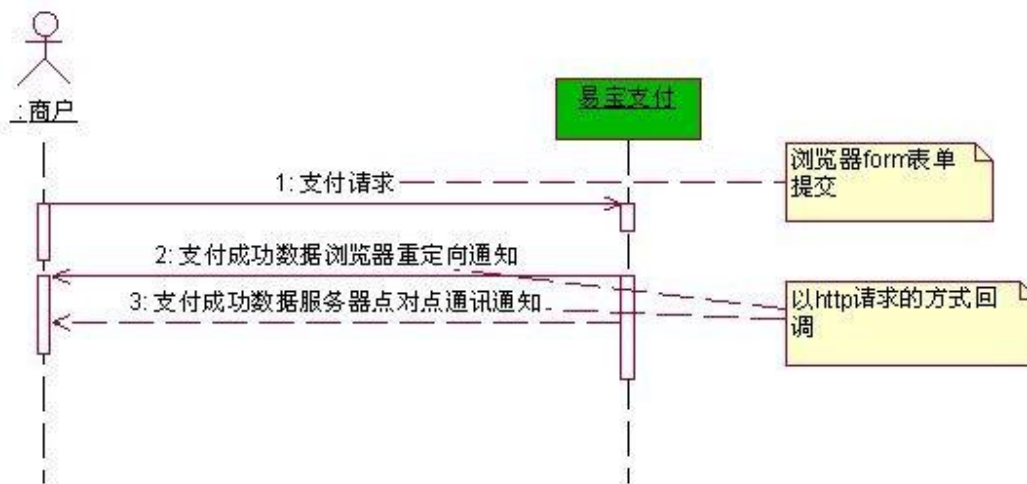 :商户
易宝支付
浏览器form表单
提交
1: 支付请求
2: 支付成功数据浏览器重定向通知
3: 支付成功数据服务器点对点通讯通知
以http请求的方式回
调